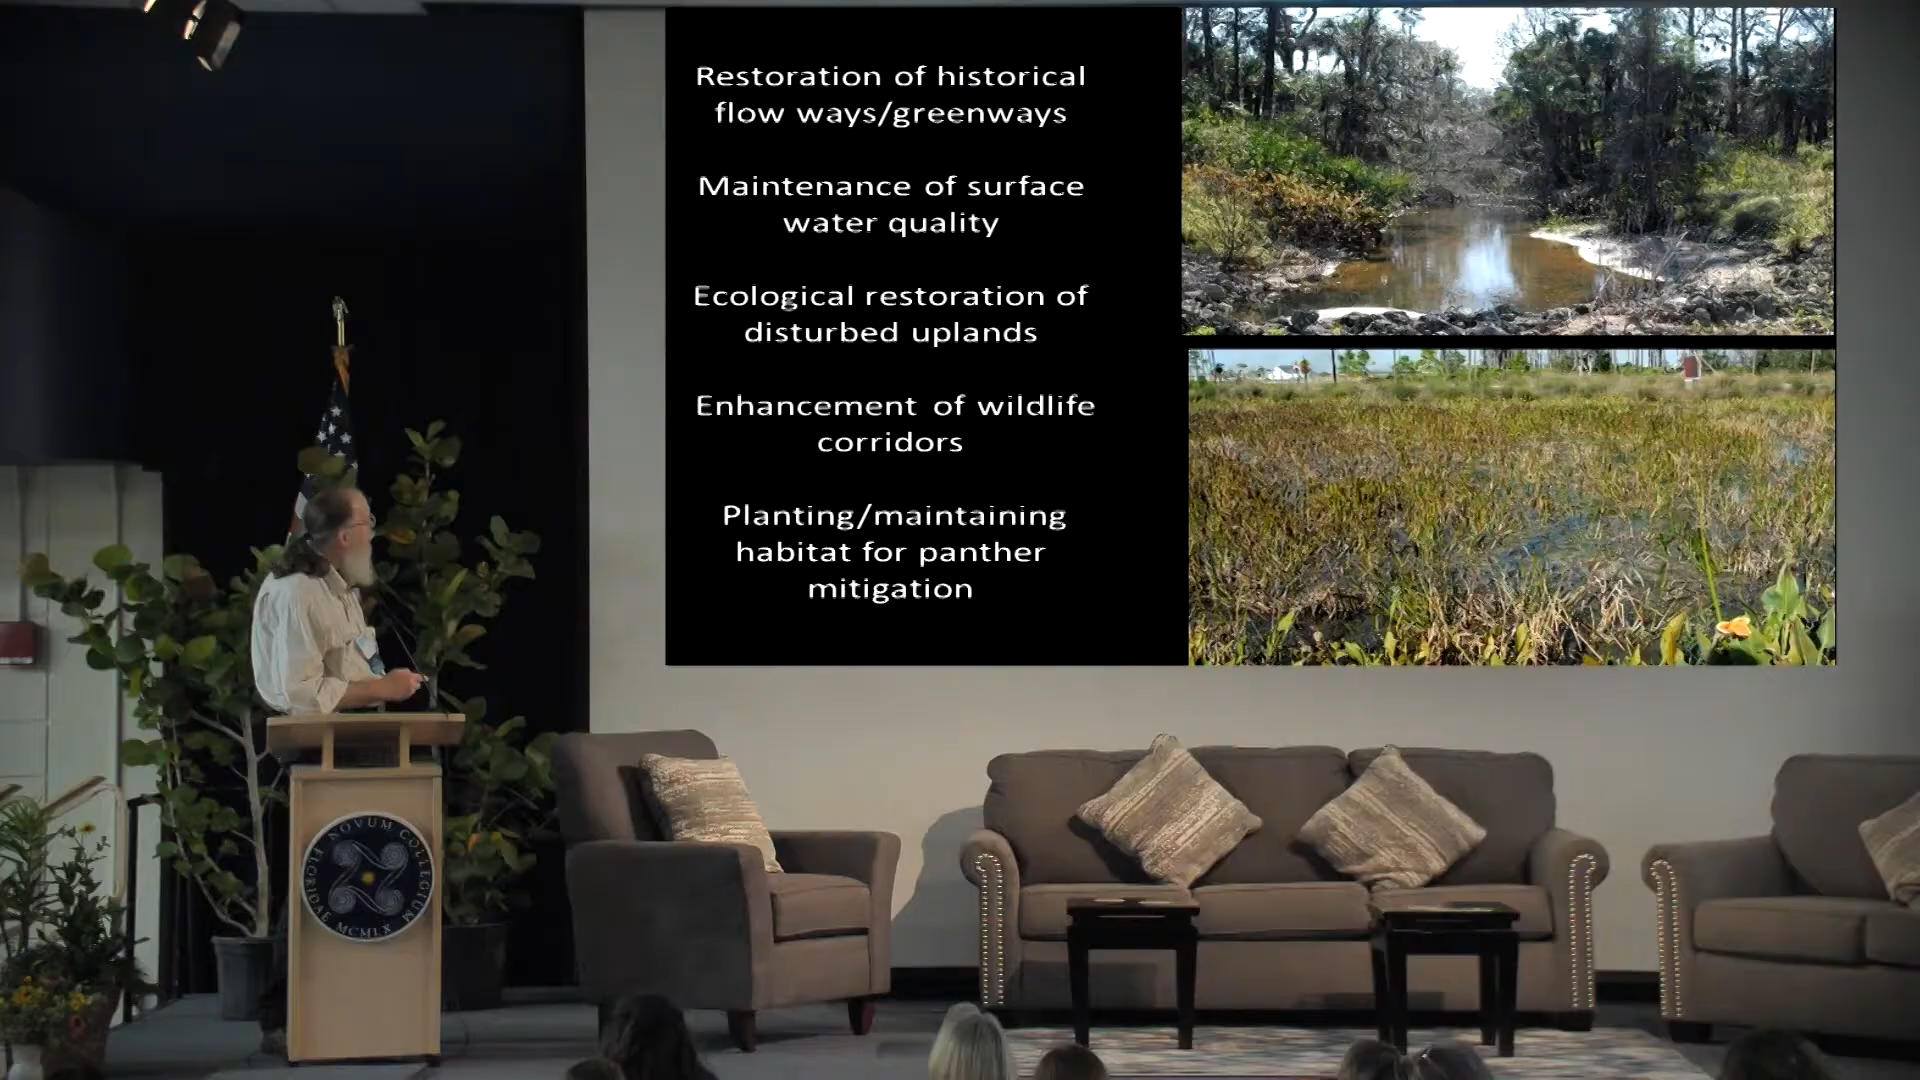 Restoration of historical
flow ways/greenways
Maintenance of surface
water quality
Ecological restoration of
disturbed uplands
Enhancement of wildlife
corridors
Planting/maintaining
habitat for panther
mitigation
NOVUM COLLEGIUM
FLORIDAE
MCMLX